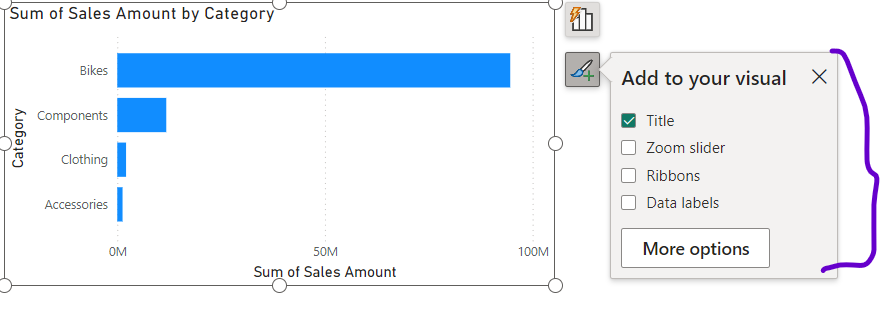 Sum of Sales Amount by Category
Category
Bikes
Components
Clothing
Accessories
0M
50M
100M
Sum of Sales Amount
Add to your visual
Title
Zoom slider
Ribbons
Data labels
More options